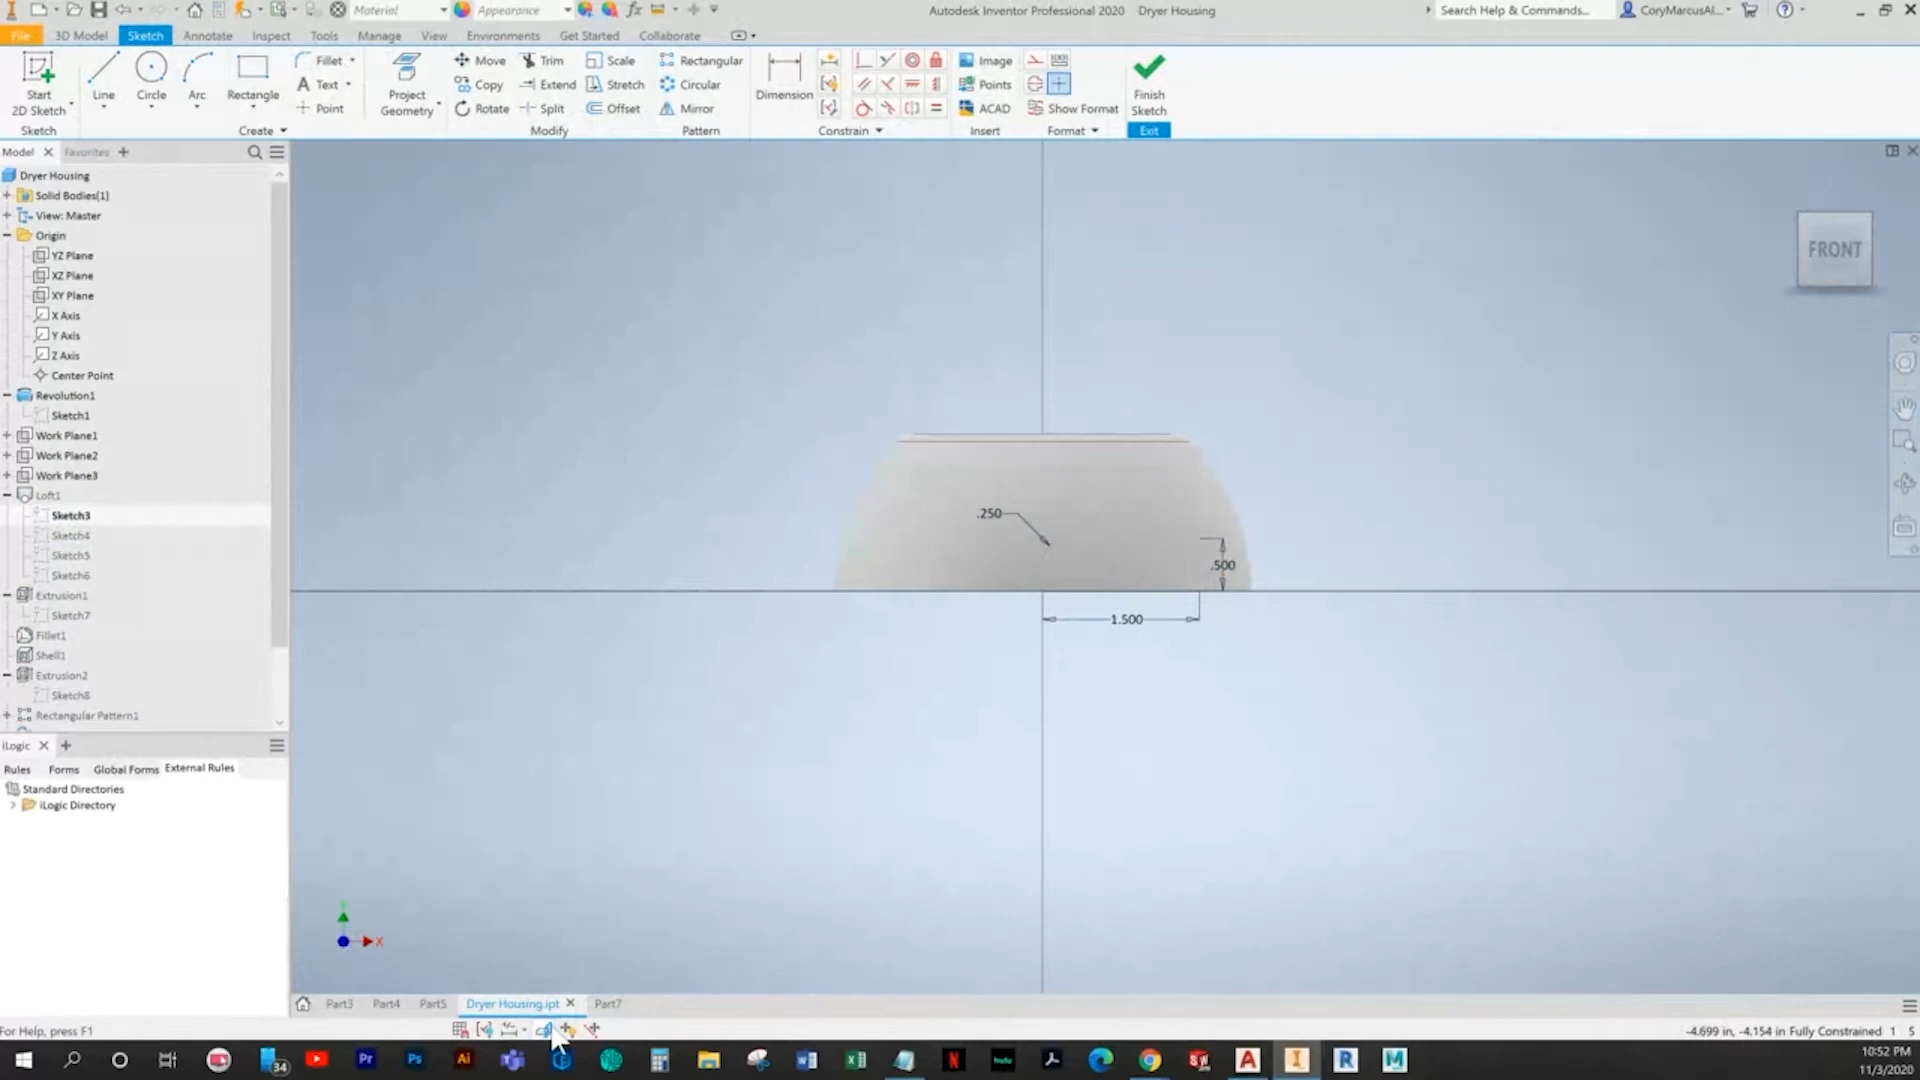 Material
Appearance
Autodesk Inventor Professional 2020 Dryer Housing
Search Help & Commands...
CoryMarcusAl...
File 3D Model Sketch Annotate Inspect Tools Manage View Environments Get Started Collaborate
Start 2D Sketch
Line
Circle
Arc
Rectangle
Fillet
Text
Point
Project Geometry
Move
Copy
Rotate
Trim
Extend
Split
Scale
Stretch
Offset
Rectangular
Circular
Mirror
Dimension
Image
Points
ACAD
Show Format
Finish Sketch
Sketch Create Modify Pattern Constrain Insert Format Exit
Model Favorites
Dryer Housing
Solid Bodies(1)
View: Master
Origin
YZ Plane
XZ Plane
XY Plane
X Axis
Y Axis
Z Axis
Center Point
Revolution1
Sketch1
Work Plane1
Work Plane2
Work Plane3
Loft1
Sketch3
Sketch4
Sketch5
Sketch6
Extrusion1
Sketch7
Fillet1
Shell1
Extrusion2
Sketch8
Rectangular Pattern1
FRONT
.250
.500
1.500
iLogic
Rules Forms Global Forms External Rules
Standard Directories
iLogic Directory
X
Part3 Part4 Part5 Dryer Housing.ipt Part7
For Help, press F1
-4.699 in, -4.154 in Fully Constrained 1 5
34
Pr
Ps
Ai
hulu
SW
A
I
R
M
10:52 PM
11/3/2020